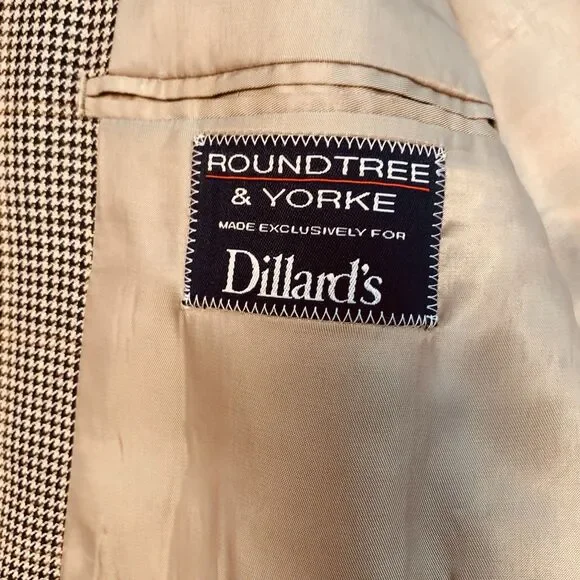 ROUNDTREE
& YORKE
MADE EXCLUSIVELY FOR
Dillard's